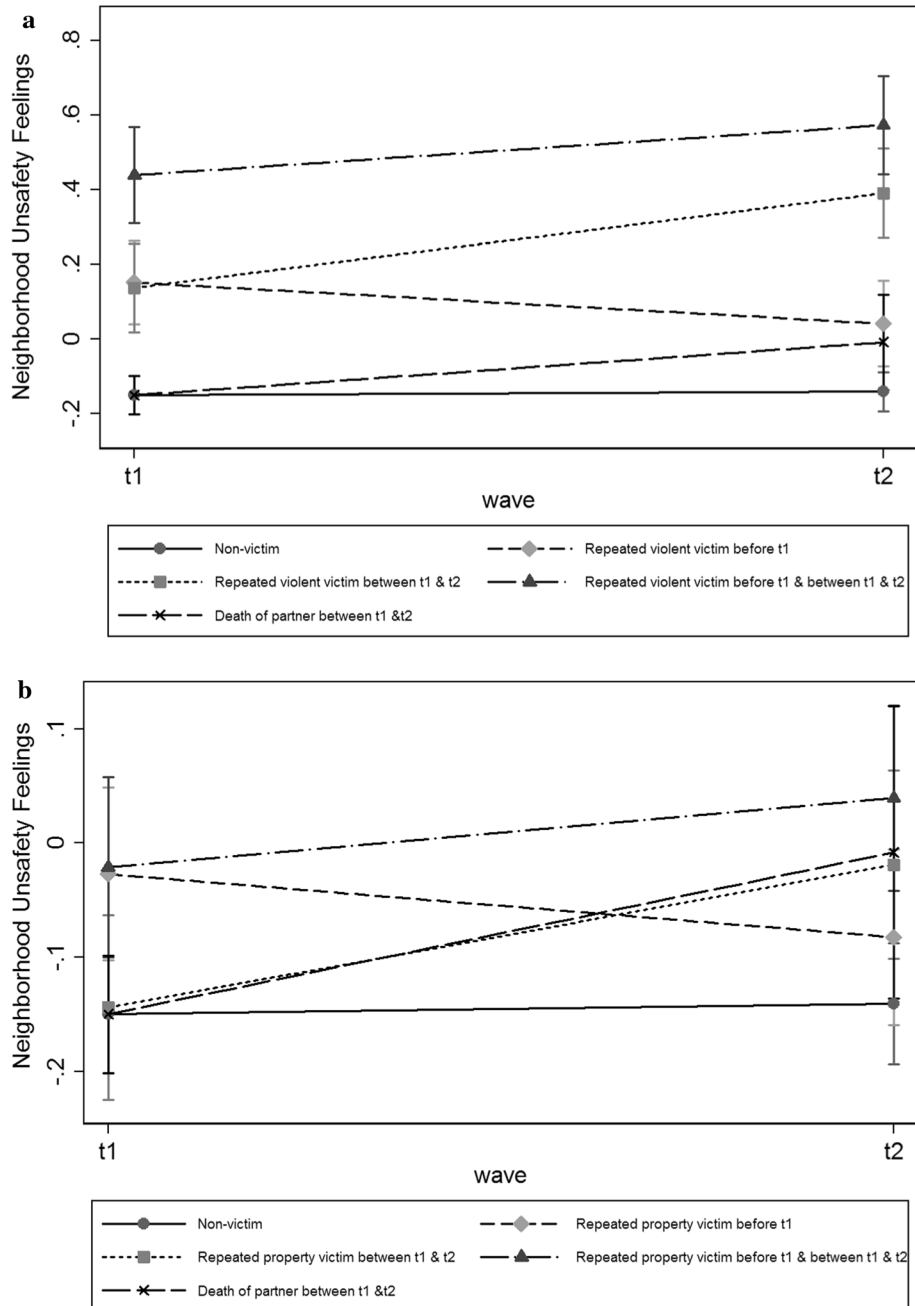 a
Neighborhood Unsafety Feelings
.8
.6
.4
.2
0
-.2
t1
t2
wave
Non-victim
Repeated violent victim before t1
Repeated violent victim between t1 & t2
Repeated violent victim before t1 & between t1 & t2
Death of partner between t1 &t2
b
Neighborhood Unsafety Feelings
.1
0
-.1
-.2
t1
t2
wave
Non-victim
Repeated property victim before t1
Repeated property victim between t1 & t2
Repeated property victim before t1 & between t1 & t2
Death of partner between t1 &t2